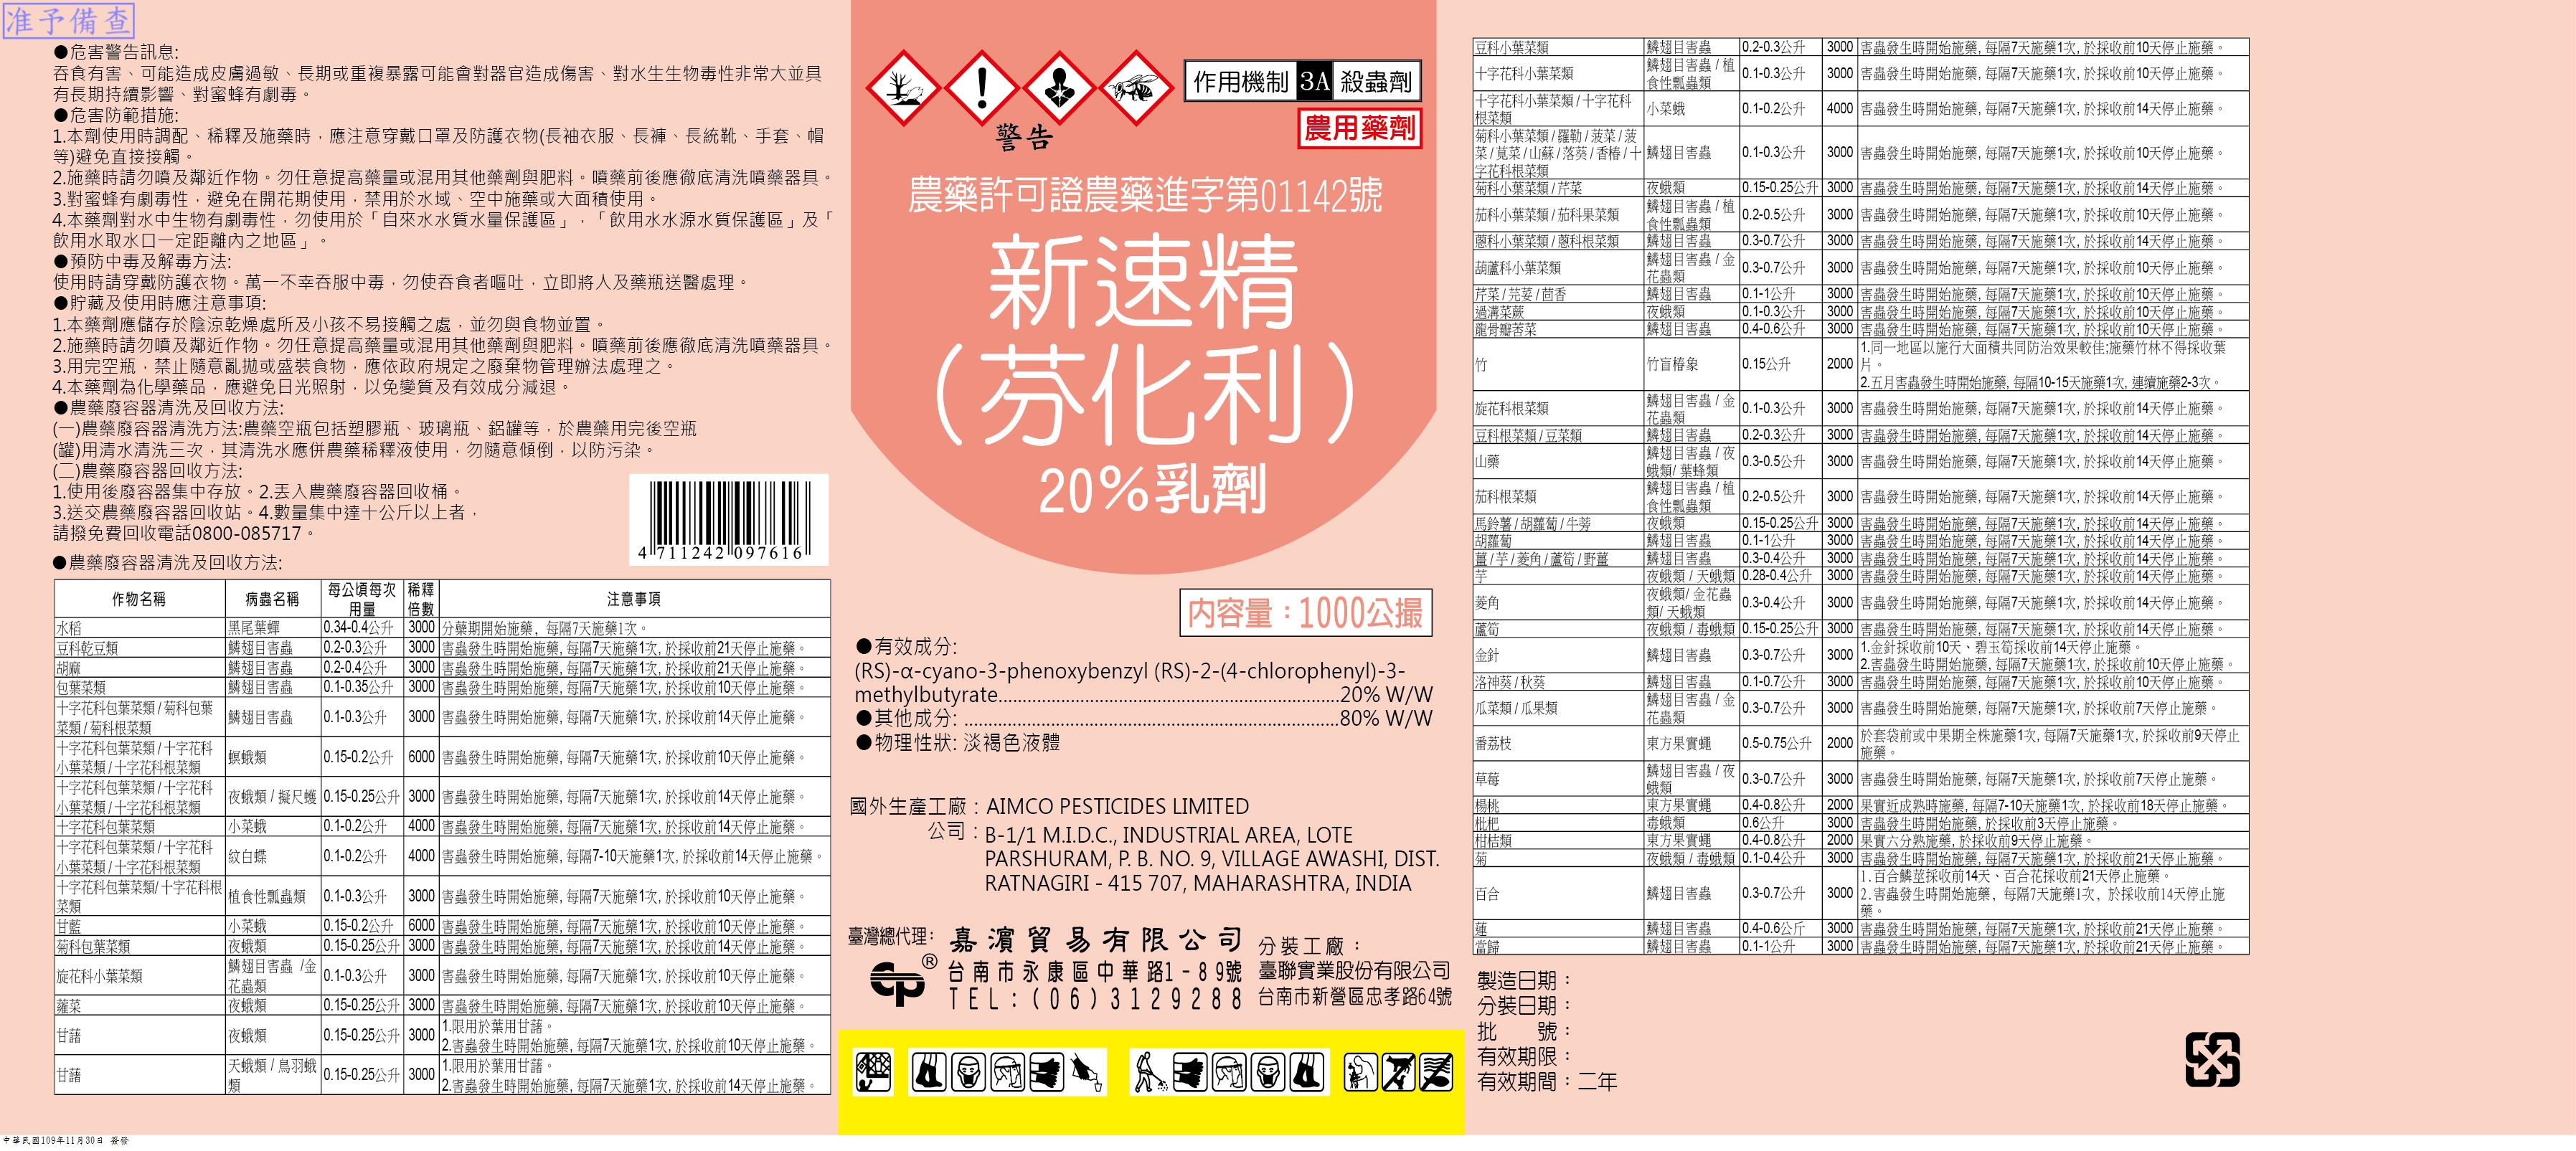 准予備查
●危害警告訊息:
吞食有害、可能造成皮膚過敏、長期或重複暴露可能會對器官造成傷害、對水生生物毒性非常大並具
有長期持續影響、對蜜蜂有劇毒。
●危害防範措施:
1.本劑使用時調配、稀釋及施藥時，應注意穿戴口罩及防護衣物(長袖衣服、長褲、長統靴、手套、帽
等)避免直接接觸。
2.施藥時請勿噴及鄰近作物。勿任意提高藥量或混用其他藥劑與肥料。噴藥前後應徹底清洗噴藥器具。
3.對蜜蜂有劇毒性，避免在開花期使用，禁用於水域、空中施藥或大面積使用。
4.本藥劑對水中生物有劇毒性，勿使用於「自來水水質水量保護區」，「飲用水水源水質保護區」及「
飲用水取水口一定距離內之地區」。
●預防中毒及解毒方法:
使用時請穿戴防護衣物。萬一不幸吞服中毒，勿使吞食者嘔吐，立即將人及藥瓶送醫處理。
●貯藏及使用時應注意事項:
1.本藥劑應儲存於陰涼乾燥處所及小孩不易接觸之處，並勿與食物並置。
2.施藥時請勿噴及鄰近作物。勿任意提高藥量或混用其他藥劑與肥料。噴藥前後應徹底清洗噴藥器具。
3.用完空瓶，禁止隨意亂拋或盛裝食物，應依政府規定之廢棄物管理辦法處理之。
4.本藥劑為化學藥品，應避免日光照射，以免變質及有效成分減退。
●農藥廢容器清洗及回收方法:
(一)農藥廢容器清洗方法:農藥空瓶包括塑膠瓶、玻璃瓶、鋁罐等，於農藥用完後空瓶
(罐)用清水清洗三次，其清洗水應併農藥稀釋液使用，勿隨意傾倒，以防污染。
(二)農藥廢容器回收方法:
1.使用後廢容器集中存放。2.丟入農藥廢容器回收桶。
3.送交農藥廢容器回收站。4.數量集中達十公斤以上者，
請撥免費回收電話0800-085717。
4 711242 097616
●農藥廢容器清洗及回收方法:
作物名稱 病蟲名稱 每公頃每次用量 稀釋倍數 注意事項
水稻 黑尾葉蟬 0.34-0.4公升 3000 分蘗期開始施藥, 每隔7天施藥1次。
豆科乾豆類 鱗翅目害蟲 0.2-0.3公升 3000 害蟲發生時開始施藥, 每隔7天施藥1次, 於採收前21天停止施藥。
胡麻 鱗翅目害蟲 0.2-0.4公升 3000 害蟲發生時開始施藥, 每隔7天施藥1次, 於採收前21天停止施藥。
包葉菜類 鱗翅目害蟲 0.1-0.35公升 3000 害蟲發生時開始施藥, 每隔7天施藥1次, 於採收前10天停止施藥。
十字花科包葉菜類/菊科包葉菜類/菊科根菜類 鱗翅目害蟲 0.1-0.3公升 3000 害蟲發生時開始施藥, 每隔7天施藥1次, 於採收前14天停止施藥。
十字花科包葉菜類/十字花科小葉菜類/十字花科根菜類 螟蛾類 0.15-0.2公升 6000 害蟲發生時開始施藥, 每隔7天施藥1次, 於採收前10天停止施藥。
十字花科包葉菜類/十字花科小葉菜類/十字花科根菜類 夜蛾類/擬尺蠖 0.15-0.25公升 3000 害蟲發生時開始施藥, 每隔7天施藥1次, 於採收前14天停止施藥。
十字花科包葉菜類 小菜蛾 0.1-0.2公升 4000 害蟲發生時開始施藥, 每隔7天施藥1次, 於採收前14天停止施藥。
十字花科包葉菜類/十字花科小葉菜類/十字花科根菜類 紋白蝶 0.1-0.2公升 4000 害蟲發生時開始施藥, 每隔7-10天施藥1次, 於採收前14天停止施藥。
十字花科包葉菜類/十字花科根菜類 植食性瓢蟲類 0.1-0.3公升 3000 害蟲發生時開始施藥, 每隔7天施藥1次, 於採收前10天停止施藥。
甘藍 小菜蛾 0.15-0.2公升 6000 害蟲發生時開始施藥, 每隔7天施藥1次, 於採收前10天停止施藥。
菊科包葉菜類 夜蛾類 0.15-0.25公升 3000 害蟲發生時開始施藥, 每隔7天施藥1次, 於採收前14天停止施藥。
旋花科小葉菜類 鱗翅目害蟲 /金花蟲類 0.1-0.3公升 3000 害蟲發生時開始施藥, 每隔7天施藥1次, 於採收前10天停止施藥。
蕹菜 夜蛾類 0.15-0.25公升 3000 害蟲發生時開始施藥, 每隔7天施藥1次, 於採收前10天停止施藥。
甘藷 夜蛾類 0.15-0.25公升 3000 1.限用於葉用甘藷。
2.害蟲發生時開始施藥, 每隔7天施藥1次, 於採收前10天停止施藥。
甘藷 天蛾類/鳥羽蛾類 0.15-0.25公升 3000 1.限用於葉用甘藷。
2.害蟲發生時開始施藥, 每隔7天施藥1次, 於採收前14天停止施藥。
中華民國109年11月30日 簽發
警告
作用機制 3A 殺蟲劑
農用藥劑
農藥許可證農藥進字第01142號
新速精
(芬化利)
20%乳劑
內容量：1000公撮
●有效成分:
(RS)-α-cyano-3-phenoxybenzyl (RS)-2-(4-chlorophenyl)-3-
methylbutyrate......................................................................20% W/W
●其他成分: ..............................................................................80% W/W
●物理性狀: 淡褐色液體
國外生產工廠：AIMCO PESTICIDES LIMITED
公司：B-1/1 M.I.D.C., INDUSTRIAL AREA, LOTE
PARSHURAM, P. B. NO. 9, VILLAGE AWASHI, DIST.
RATNAGIRI - 415 707, MAHARASHTRA, INDIA
臺灣總代理: 嘉濱貿易有限公司
®
台南市永康區中華路1-89號
TEL:(06)3129288
分裝工廠：
臺聯實業股份有限公司
台南市新營區忠孝路64號
豆科小葉菜類 鱗翅目害蟲 0.2-0.3公升 3000 害蟲發生時開始施藥, 每隔7天施藥1次, 於採收前10天停止施藥。
十字花科小葉菜類 鱗翅目害蟲/植食性瓢蟲類 0.1-0.3公升 3000 害蟲發生時開始施藥, 每隔7天施藥1次, 於採收前10天停止施藥。
十字花科小葉菜類/十字花科根菜類 小菜蛾 0.1-0.2公升 4000 害蟲發生時開始施藥, 每隔7天施藥1次, 於採收前14天停止施藥。
菊科小葉菜類/羅勒/菠菜/菠菜/莧菜/山蘇/落葵/香椿/十字花科根菜類 鱗翅目害蟲 0.1-0.3公升 3000 害蟲發生時開始施藥, 每隔7天施藥1次, 於採收前10天停止施藥。
菊科小葉菜類/芹菜 夜蛾類 0.15-0.25公升 3000 害蟲發生時開始施藥, 每隔7天施藥1次, 於採收前14天停止施藥。
茄科小葉菜類/茄科果菜類 鱗翅目害蟲/植食性瓢蟲類 0.2-0.5公升 3000 害蟲發生時開始施藥, 每隔7天施藥1次, 於採收前10天停止施藥。
蔥科小葉菜類/蔥科根菜類 鱗翅目害蟲 0.3-0.7公升 3000 害蟲發生時開始施藥, 每隔7天施藥1次, 於採收前14天停止施藥。
葫蘆科小葉菜類 鱗翅目害蟲/金花蟲類 0.3-0.7公升 3000 害蟲發生時開始施藥, 每隔7天施藥1次, 於採收前10天停止施藥。
芹菜/芫荽/茴香 鱗翅目害蟲 0.1-1公升 3000 害蟲發生時開始施藥, 每隔7天施藥1次, 於採收前10天停止施藥。
過溝菜蕨 夜蛾類 0.1-0.3公升 3000 害蟲發生時開始施藥, 每隔7天施藥1次, 於採收前10天停止施藥。
龍骨瓣莕菜 鱗翅目害蟲 0.4-0.6公升 3000 害蟲發生時開始施藥, 每隔7天施藥1次, 於採收前10天停止施藥。
竹 竹盲椿象 0.15公升 2000 1.同一地區以施行大面積共同防治效果較佳;施藥竹林不得採收葉片。
2.五月害蟲發生時開始施藥, 每隔10-15天施藥1次, 連續施藥2-3次。
旋花科根菜類 鱗翅目害蟲/金花蟲類 0.1-0.3公升 3000 害蟲發生時開始施藥, 每隔7天施藥1次, 於採收前14天停止施藥。
豆科根菜類/豆菜類 鱗翅目害蟲 0.2-0.3公升 3000 害蟲發生時開始施藥, 每隔7天施藥1次, 於採收前14天停止施藥。
山藥 鱗翅目害蟲/夜蛾類/葉蜂類 0.3-0.5公升 3000 害蟲發生時開始施藥, 每隔7天施藥1次, 於採收前14天停止施藥。
茄科根菜類 鱗翅目害蟲/植食性瓢蟲類 0.2-0.5公升 3000 害蟲發生時開始施藥, 每隔7天施藥1次, 於採收前14天停止施藥。
馬鈴薯/胡蘿蔔/牛蒡 夜蛾類 0.15-0.25公升 3000 害蟲發生時開始施藥, 每隔7天施藥1次, 於採收前14天停止施藥。
胡蘿蔔 鱗翅目害蟲 0.1-1公升 3000 害蟲發生時開始施藥, 每隔7天施藥1次, 於採收前14天停止施藥。
薑/芋/菱角/蘆筍/野薑 鱗翅目害蟲 0.3-0.4公升 3000 害蟲發生時開始施藥, 每隔7天施藥1次, 於採收前14天停止施藥。
芋 夜蛾類/天蛾類 0.28-0.4公升 3000 害蟲發生時開始施藥, 每隔7天施藥1次, 於採收前14天停止施藥。
菱角 夜蛾類/金花蟲類/天蛾類 0.3-0.4公升 3000 害蟲發生時開始施藥, 每隔7天施藥1次, 於採收前14天停止施藥。
蘆筍 夜蛾類/毒蛾類 0.15-0.25公升 3000 害蟲發生時開始施藥, 每隔7天施藥1次, 於採收前14天停止施藥。
金針 鱗翅目害蟲 0.3-0.7公升 3000 1.金針採收前10天、碧玉筍採收前14天停止施藥。
2.害蟲發生時開始施藥, 每隔7天施藥1次, 於採收前10天停止施藥。
洛神葵/秋葵 鱗翅目害蟲 0.1-0.7公升 3000 害蟲發生時開始施藥, 每隔7天施藥1次, 於採收前10天停止施藥。
瓜菜類/瓜果類 鱗翅目害蟲/金花蟲類 0.3-0.7公升 3000 害蟲發生時開始施藥, 每隔7天施藥1次, 於採收前7天停止施藥。
番荔枝 東方果實蠅 0.5-0.75公升 2000 於套袋前或中果期全株施藥1次, 每隔7天施藥1次, 於採收前9天停止施藥。
草莓 鱗翅目害蟲/夜蛾類 0.3-0.7公升 3000 害蟲發生時開始施藥, 每隔7天施藥1次, 於採收前7天停止施藥。
楊桃 東方果實蠅 0.4-0.8公升 2000 果實近成熟時施藥, 每隔7-10天施藥1次, 於採收前18天停止施藥。
枇杷 毒蛾類 0.6公升 3000 害蟲發生時開始施藥, 於採收前3天停止施藥。
柑桔類 東方果實蠅 0.4-0.8公升 2000 果實六分熟施藥, 於採收前9天停止施藥。
菊 夜蛾類/毒蛾類 0.1-0.4公升 3000 害蟲發生時開始施藥, 每隔7天施藥1次, 於採收前21天停止施藥。
百合 鱗翅目害蟲 0.3-0.7公升 3000 1.百合鱗莖採收前14天、百合花採收前21天停止施藥。
2.害蟲發生時開始施藥, 每隔7天施藥1次, 於採收前14天停止施藥。
蓮 鱗翅目害蟲 0.4-0.6公斤 3000 害蟲發生時開始施藥, 每隔7天施藥1次, 於採收前21天停止施藥。
當歸 鱗翅目害蟲 0.1-1公升 3000 害蟲發生時開始施藥, 每隔7天施藥1次, 於採收前21天停止施藥。
製造日期：
分裝日期：
批 號：
有效期限：
有效期間：二年